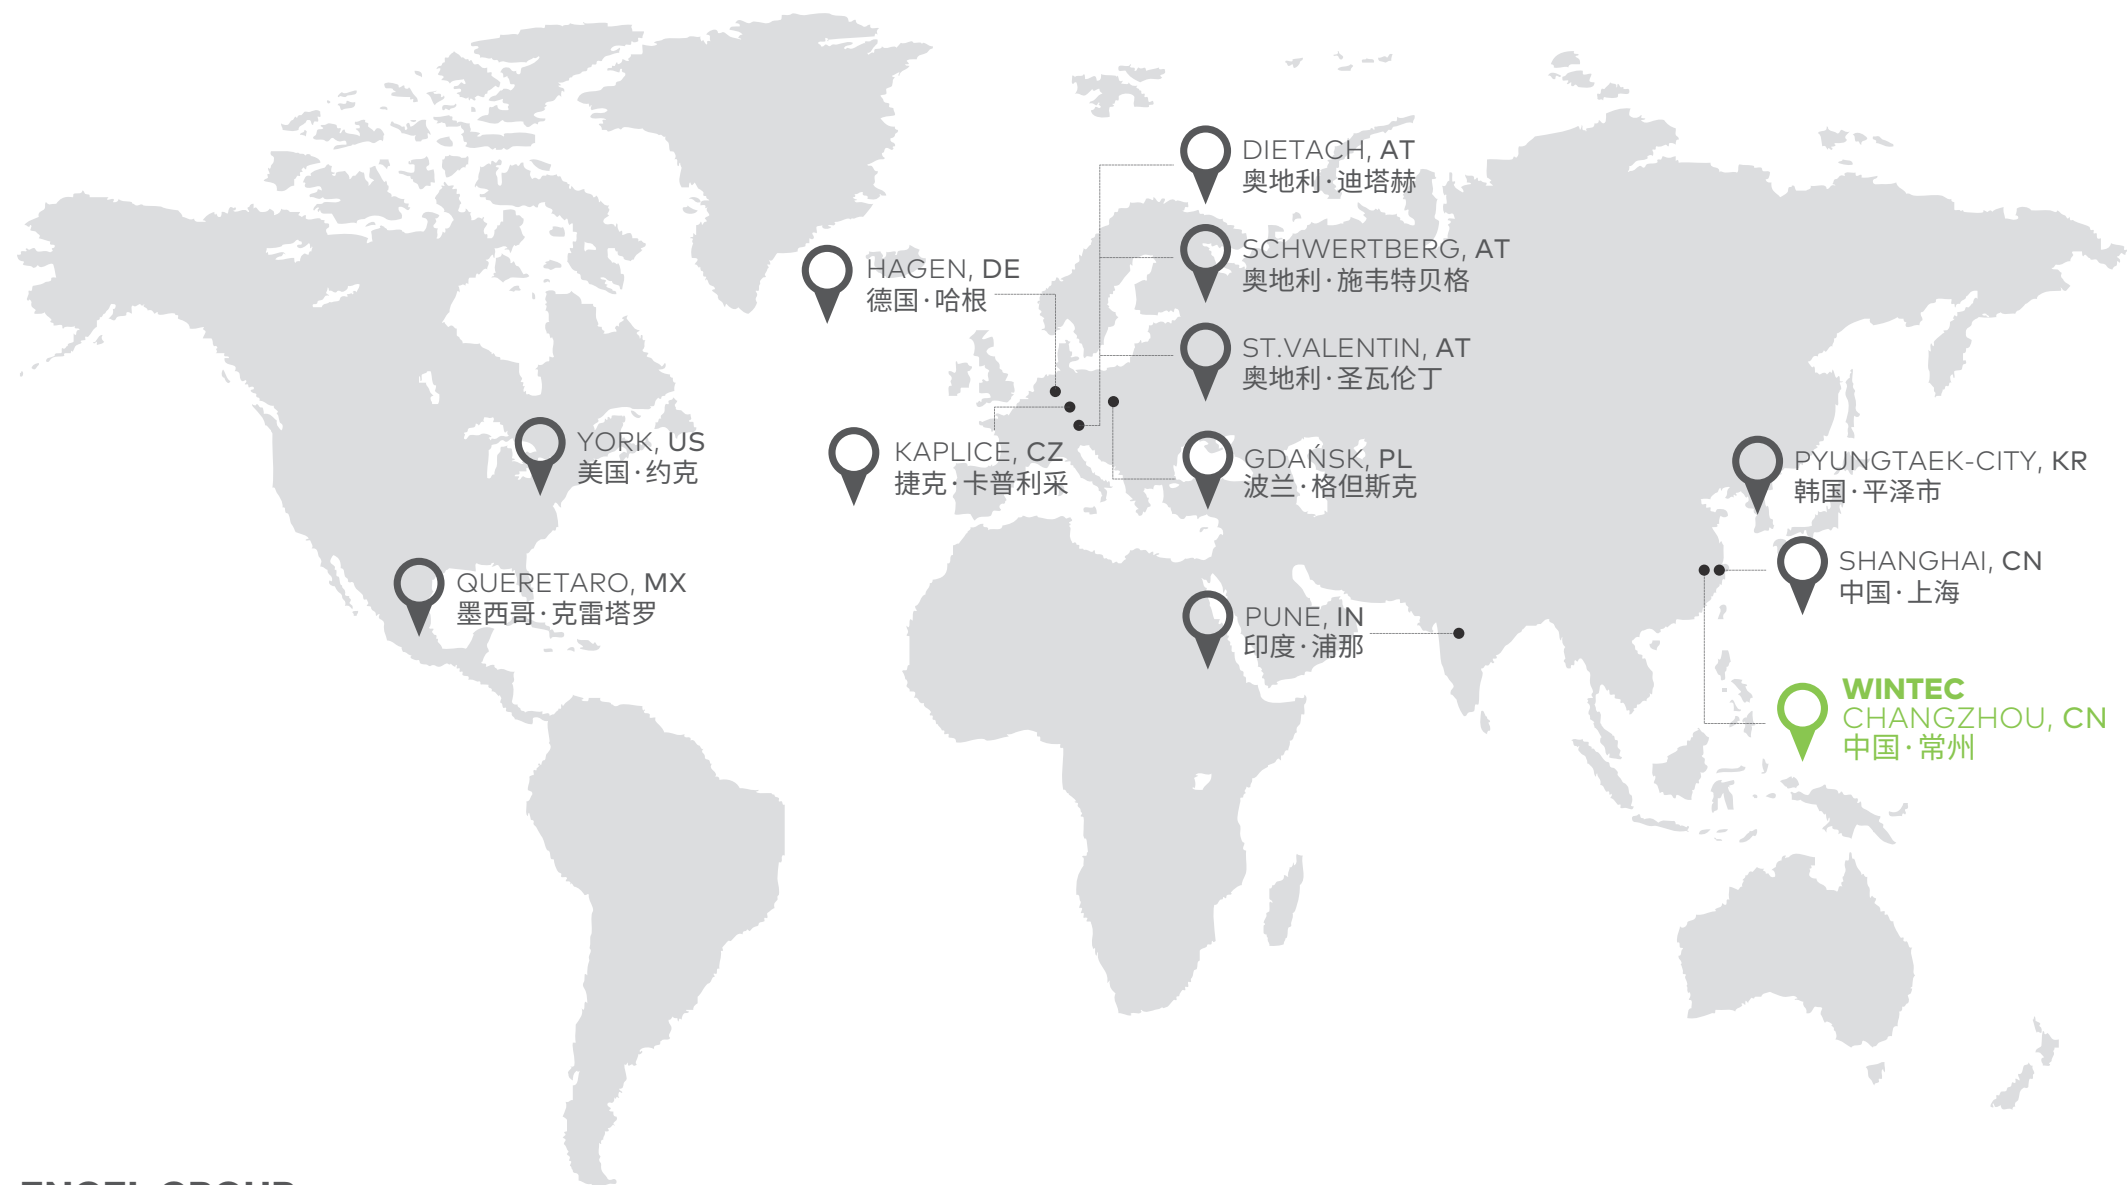 DIETACH, AT
奥地利·迪塔赫
SCHWERTBERG, AT
奥地利·施韦特贝格
HAGEN, DE
德国·哈根
ST.VALENTIN, AT
奥地利·圣瓦伦丁
YORK, US
美国·约克
KAPLICE, CZ
捷克·卡普利采
GDAŃSK, PL
波兰·格但斯克
PYUNGTAEK-CITY, KR
韩国·平泽市
SHANGHAI, CN
中国·上海
QUERETARO, MX
墨西哥·克雷塔罗
PUNE, IN
印度·浦那
WINTEC
CHANGZHOU, CN
中国·常州
ENGEL GROUP